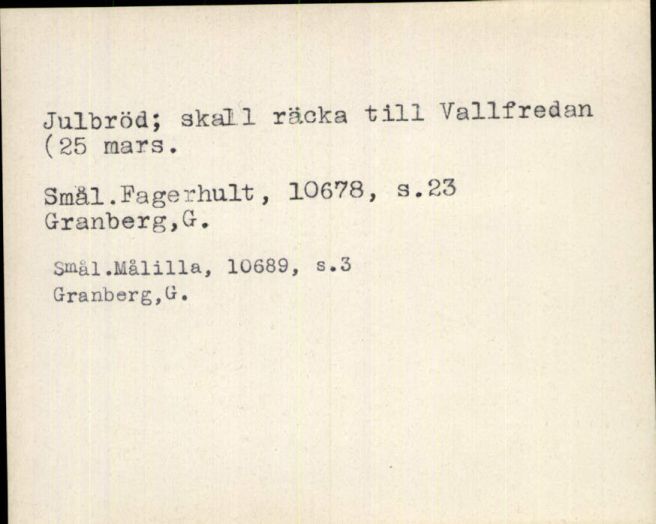 Julbröd; skall räcka till Vallfredan
(25 mars.
Smål.Fagerhult, 10678, s.23
Granberg,G.
Smål.Målilla, 10689, s.3
Granberg,G.